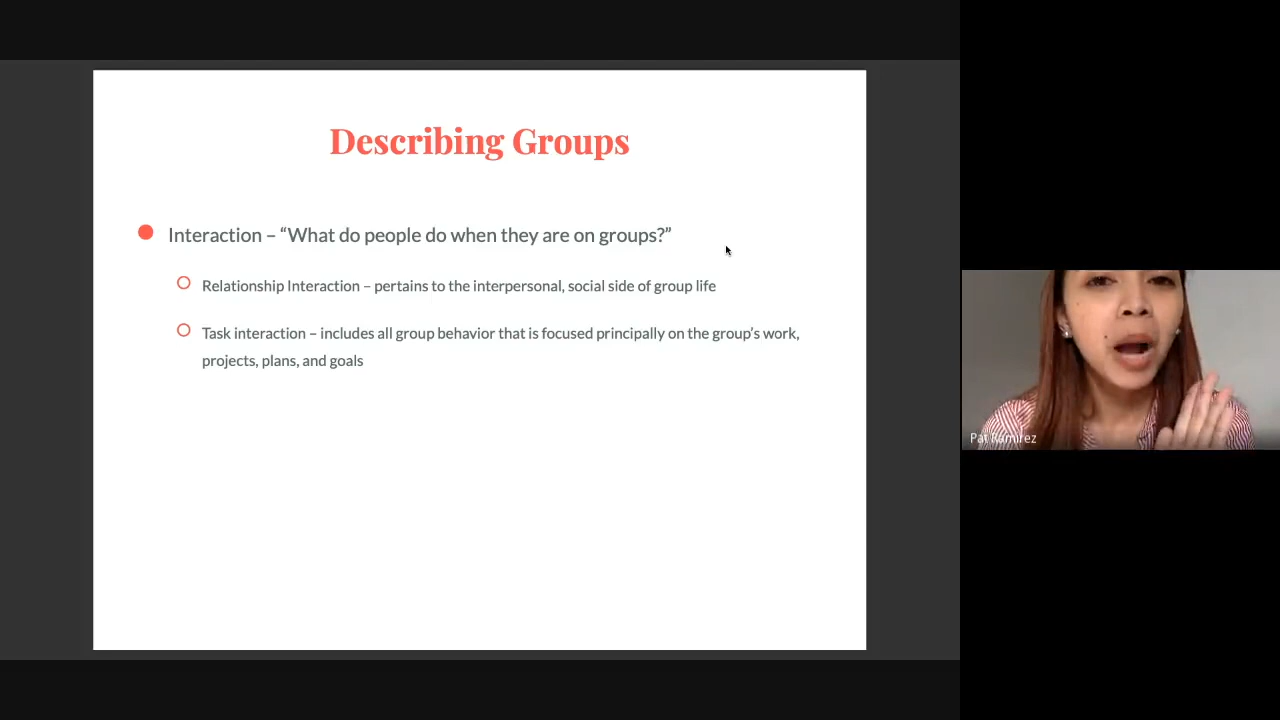 Describing Groups
Interaction – “What do people do when they are on groups?”
Relationship Interaction – pertains to the interpersonal, social side of group life
Task interaction – includes all group behavior that is focused principally on the group’s work,
projects, plans, and goals
Pat Ramirez